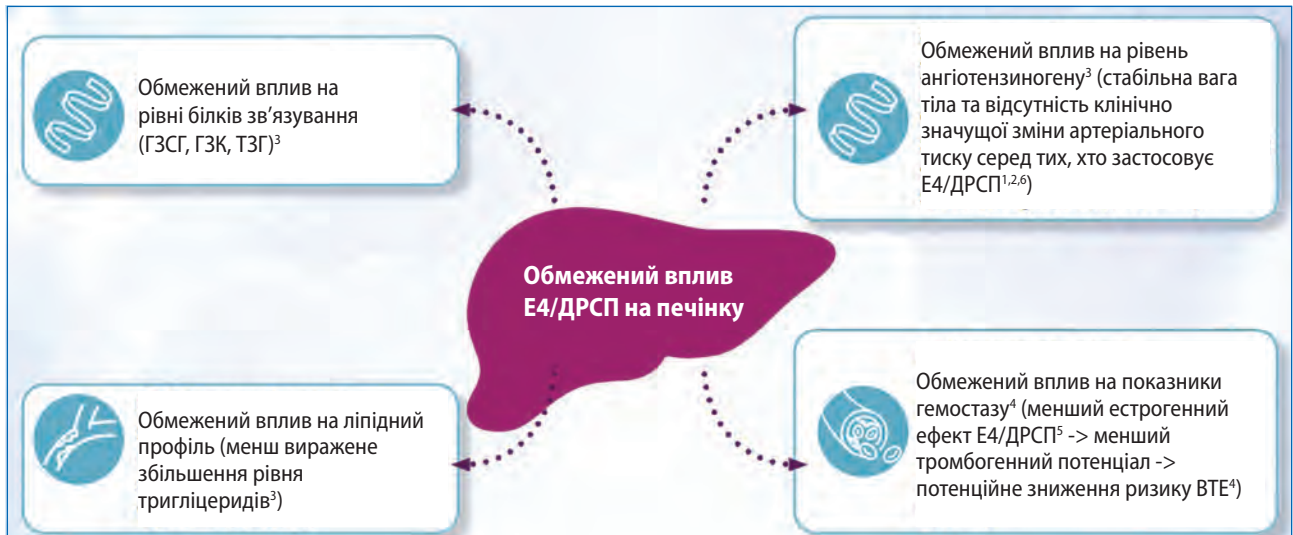 Обмежений вплив на
рівні білків зв’язування
(ГЗСГ, ГЗК, ТЗГ)³
Обмежений вплив на рівень
ангіотензиногену³ (стабільна вага
тіла та відсутність клінічно
значущої зміни артеріального
тиску серед тих, хто застосовує
Е4/ДРСП¹,²,⁶)
Обмежений вплив
Е4/ДРСП на печінку
Обмежений вплив на ліпідний
профіль (менш виражене
збільшення рівня
тригліцеридів³)
Обмежений вплив на показники
гемостазу⁴ (менший естрогенний
ефект Е4/ДРСП⁵ -> менший
тромбогенний потенціал ->
потенційне зниження ризику ВТЕ⁴)